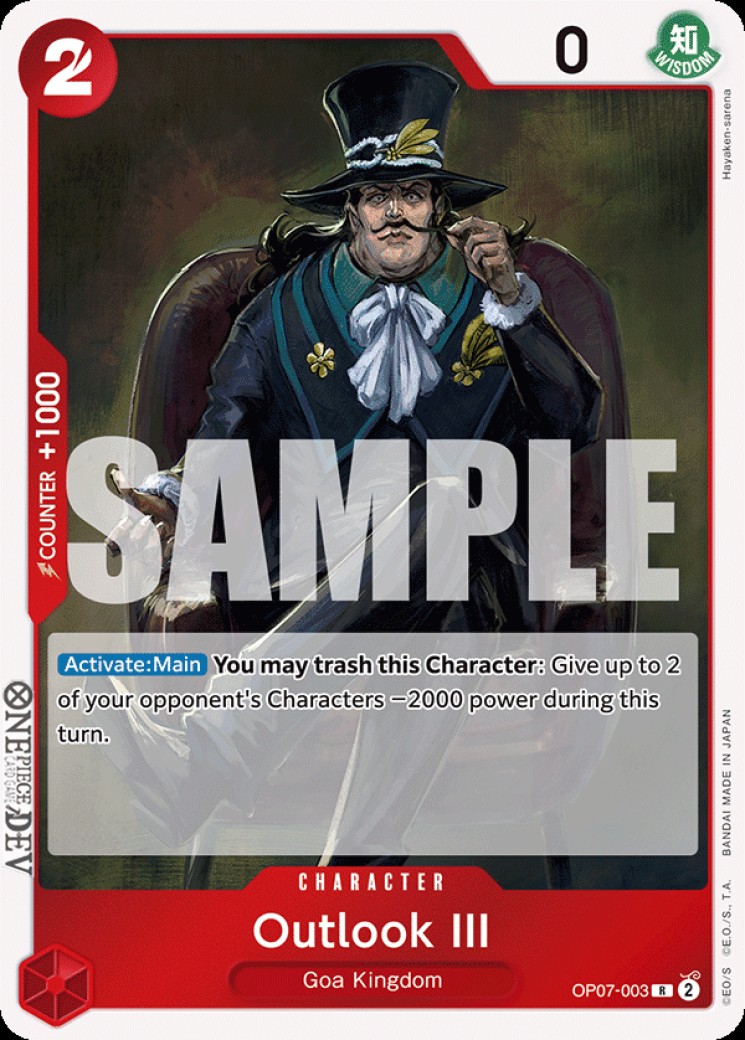 2
0
知
WISDOM
Hayaken-sarena
COUNTER +1000
SAMPLE
Activate:Main You may trash this Character: Give up to 2
of your opponent's Characters −2000 power during this
turn.
ONE PIECE
CARD GAME
.DEV
BANDAI MADE IN JAPAN
©EO/S ©E.O./S., T.A.
CHARACTER
Outlook III
Goa Kingdom
OP07-003 R 2